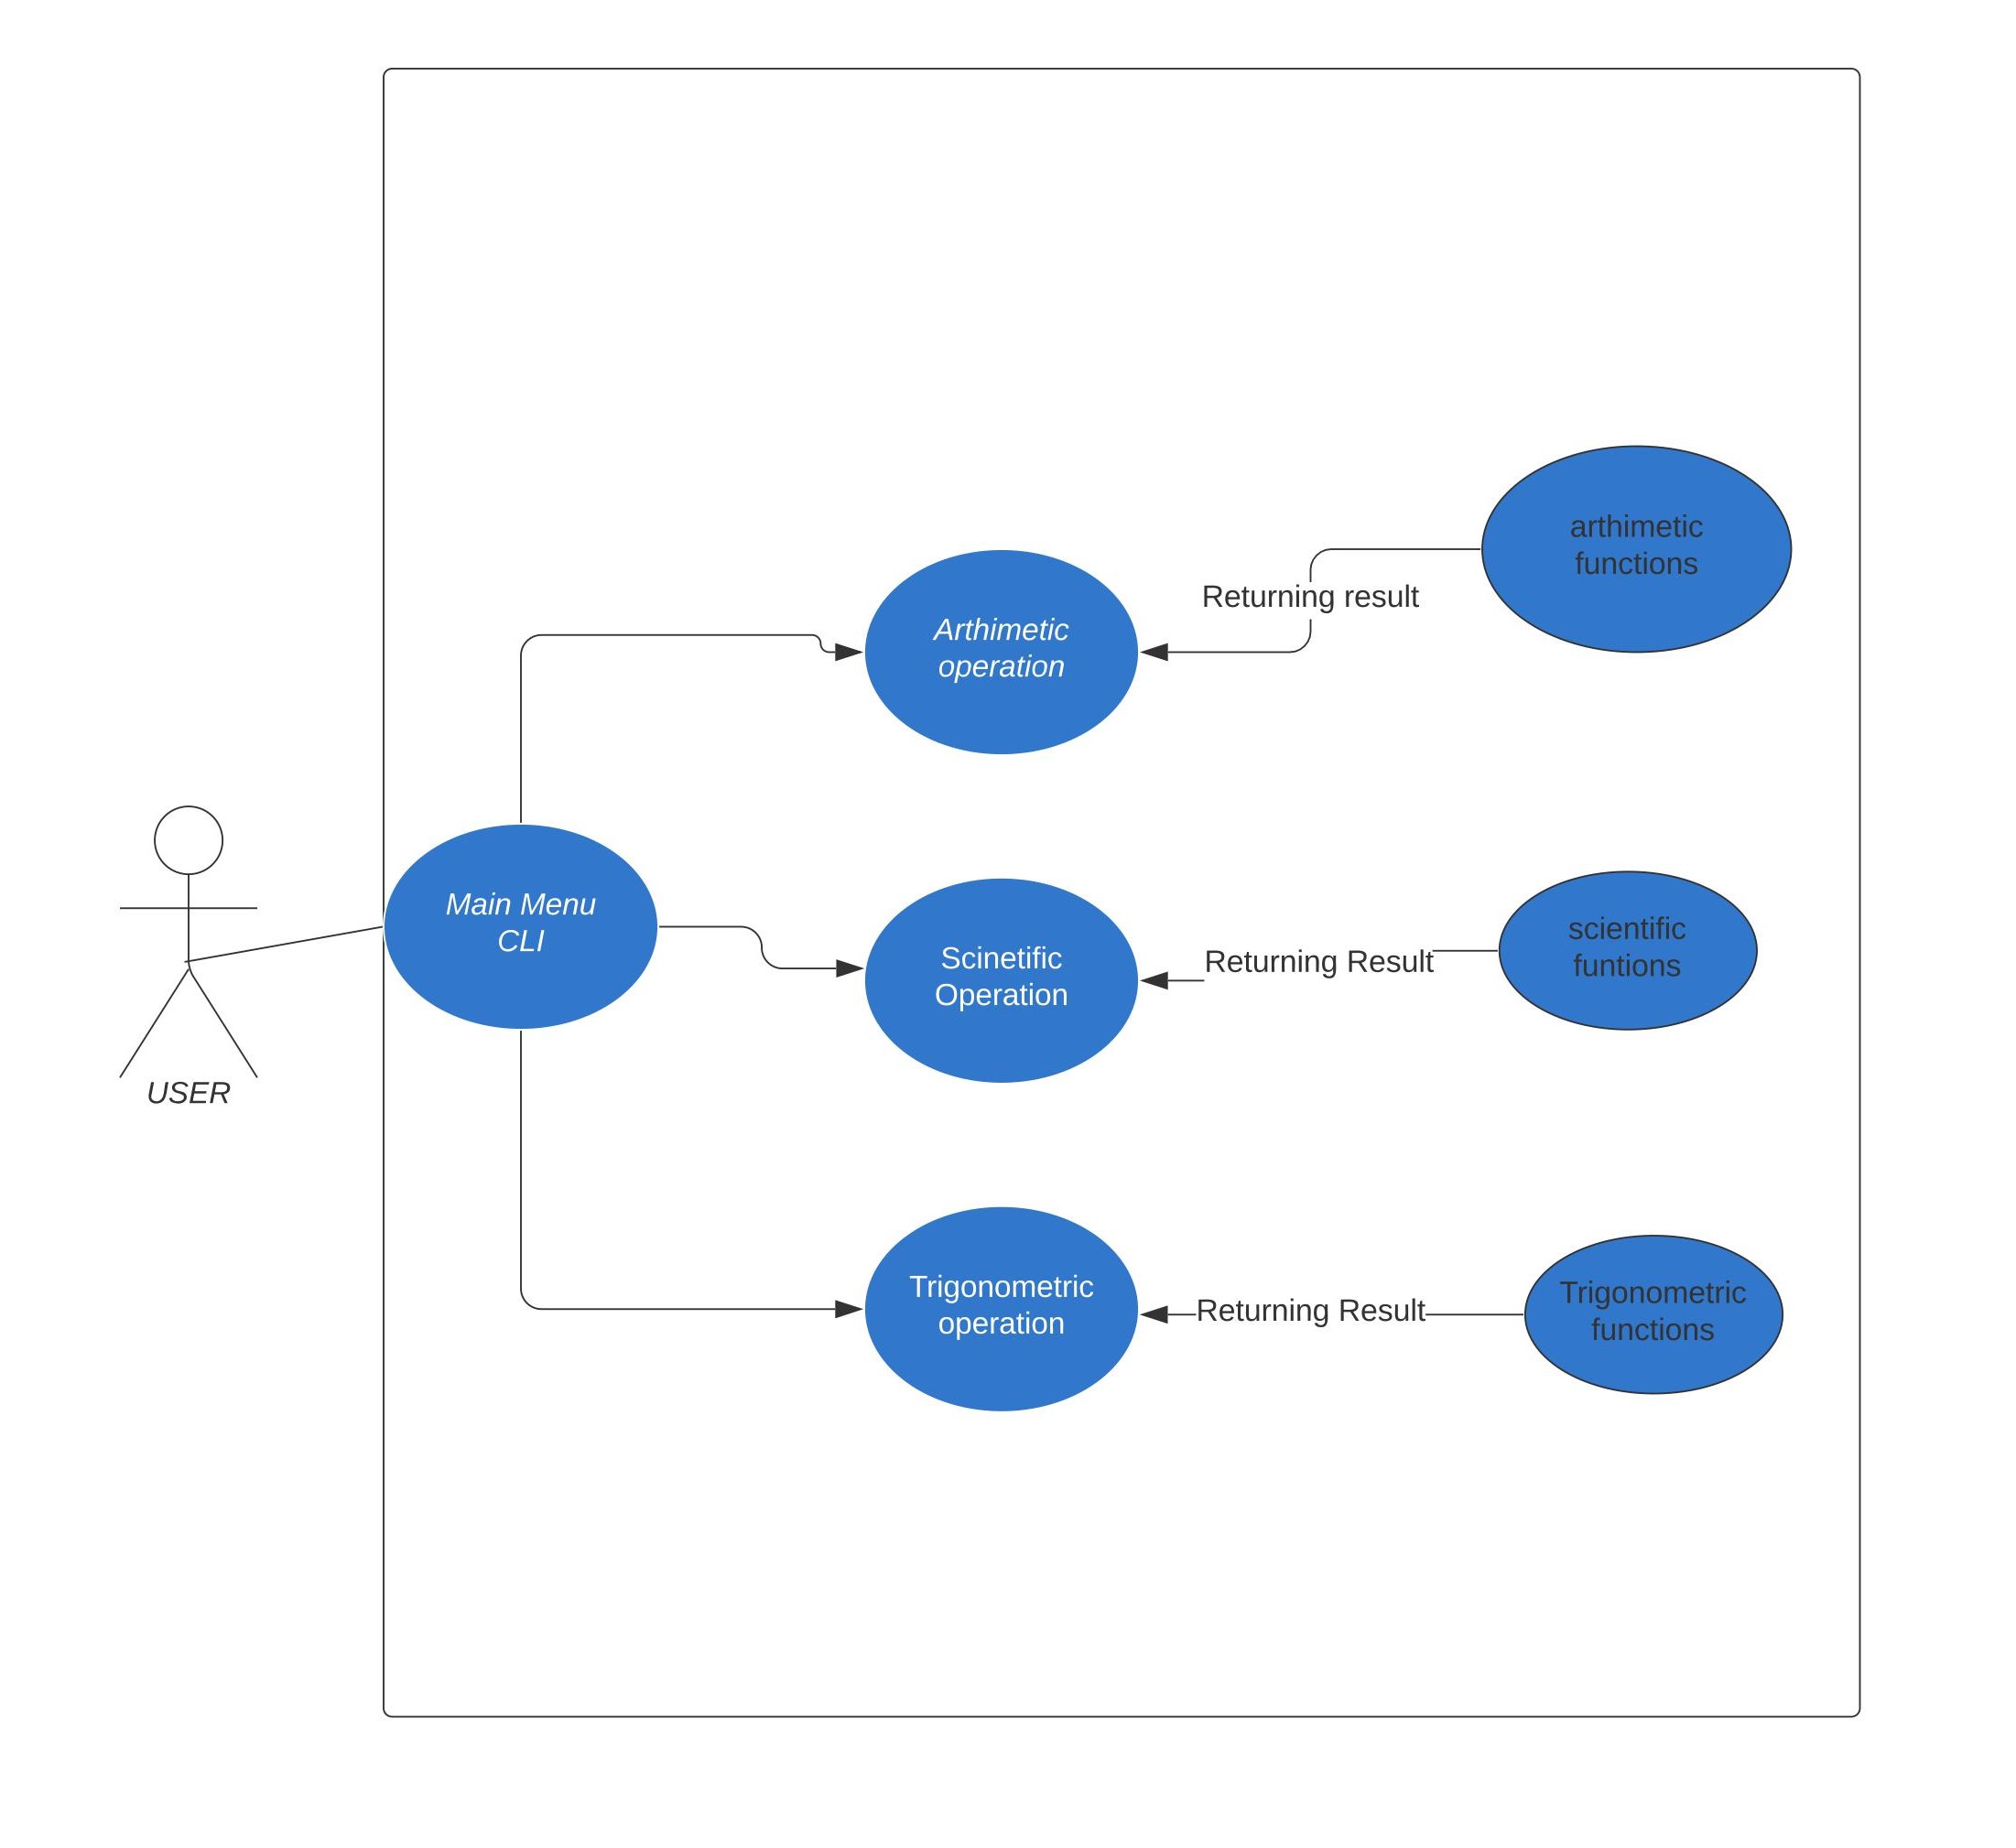 arthimetic
functions
Returning result
Arthimetic
operation
Main Menu
CLI
scientific
funtions
Returning Result
Scinetific
Operation
USER
Trigonometric
operation
Returning Result
Trigonometric
functions